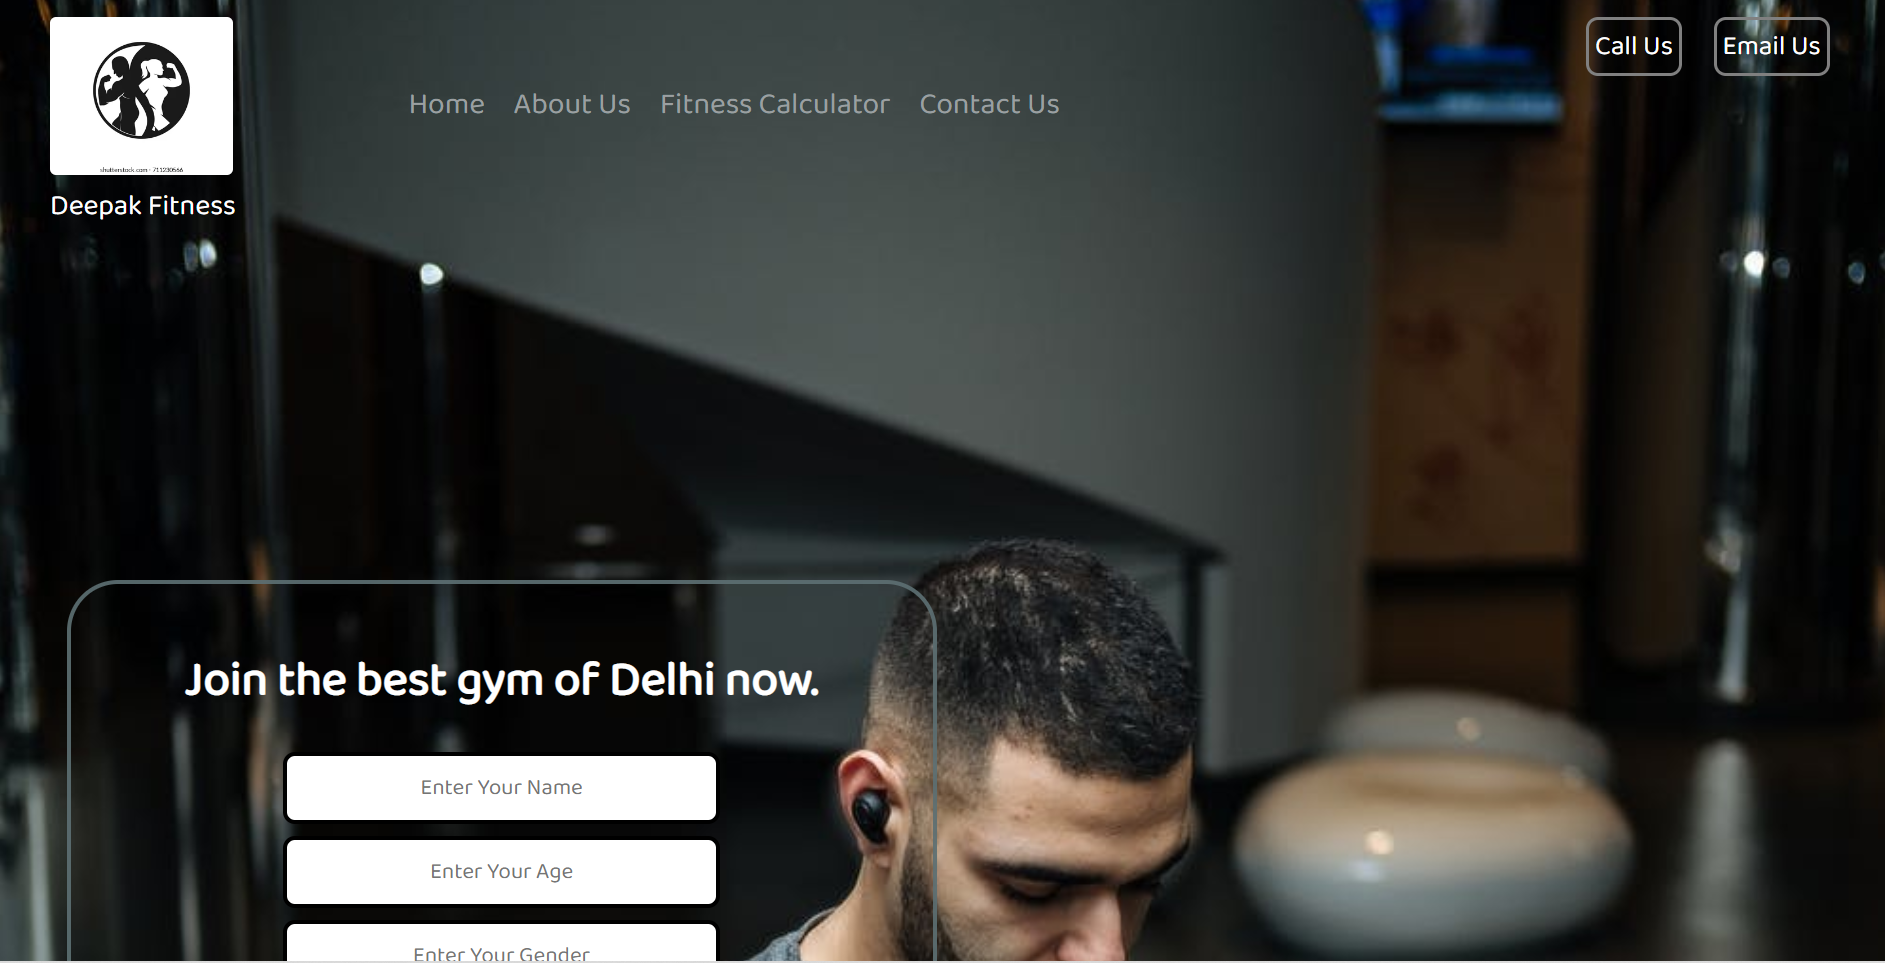 Call Us
Email Us
Home
About Us
Fitness Calculator
Contact Us
shutterstock.com · 711230566
Deepak Fitness
Join the best gym of Delhi now.
Enter Your Name
Enter Your Age
Enter Your Gender